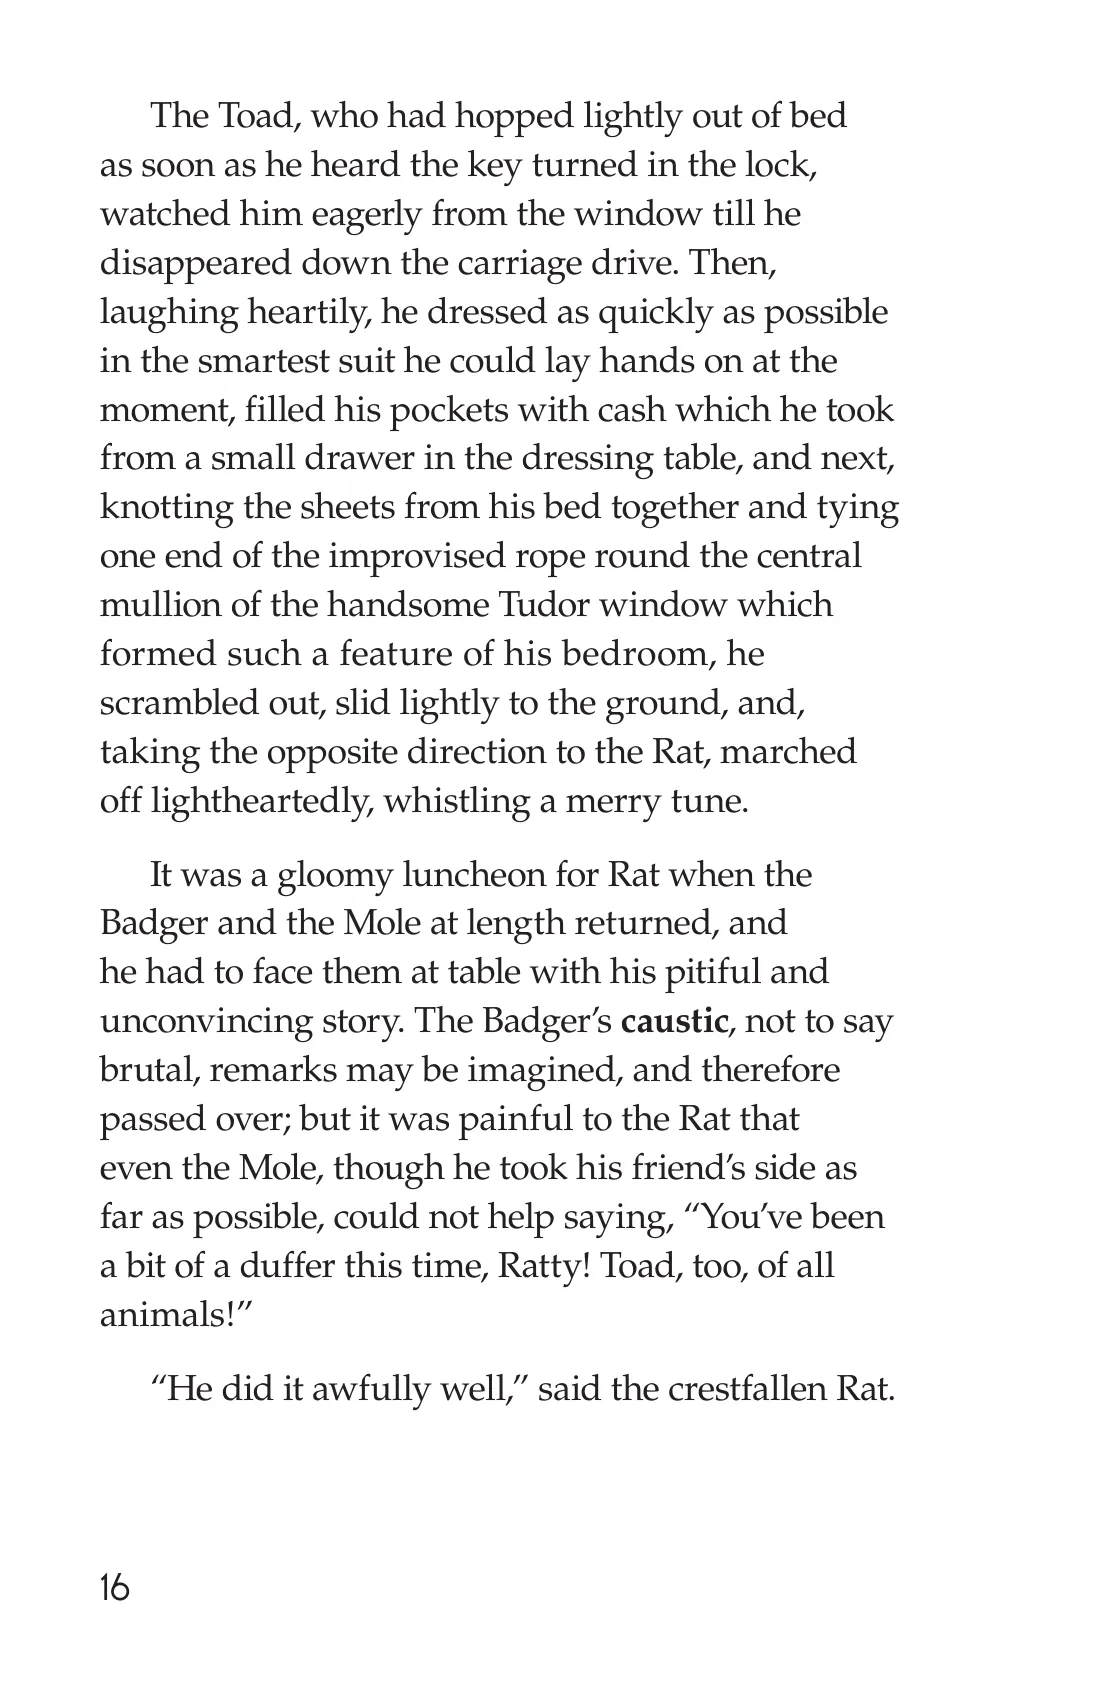 The Toad, who had hopped lightly out of bed
as soon as he heard the key turned in the lock,
watched him eagerly from the window till he
disappeared down the carriage drive. Then,
laughing heartily, he dressed as quickly as possible
in the smartest suit he could lay hands on at the
moment, filled his pockets with cash which he took
from a small drawer in the dressing table, and next,
knotting the sheets from his bed together and tying
one end of the improvised rope round the central
mullion of the handsome Tudor window which
formed such a feature of his bedroom, he
scrambled out, slid lightly to the ground, and,
taking the opposite direction to the Rat, marched
off lightheartedly, whistling a merry tune.
It was a gloomy luncheon for Rat when the
Badger and the Mole at length returned, and
he had to face them at table with his pitiful and
unconvincing story. The Badger’s caustic, not to say
brutal, remarks may be imagined, and therefore
passed over; but it was painful to the Rat that
even the Mole, though he took his friend’s side as
far as possible, could not help saying, “You’ve been
a bit of a duffer this time, Ratty! Toad, too, of all
animals!”
“He did it awfully well,” said the crestfallen Rat.
16